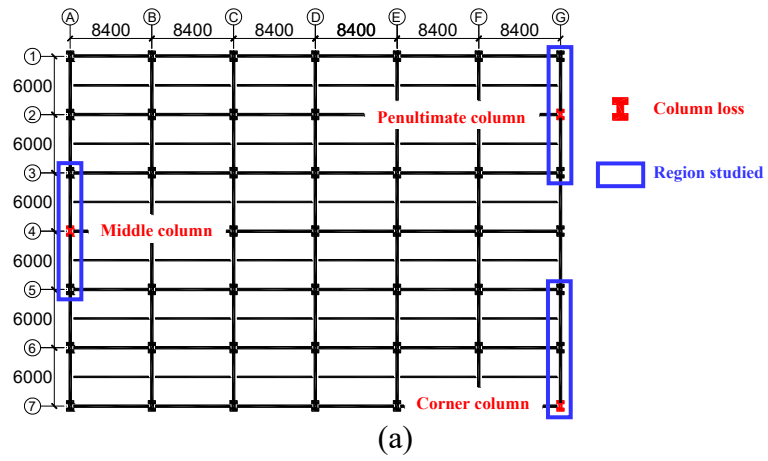 A B C D E F G
8400 8400 8400 8400 8400 8400
1
6000
2
Penultimate column
Column loss
6000
3
Region studied
6000
4
Middle column
6000
5
6000
6
6000
7
Corner column
(a)